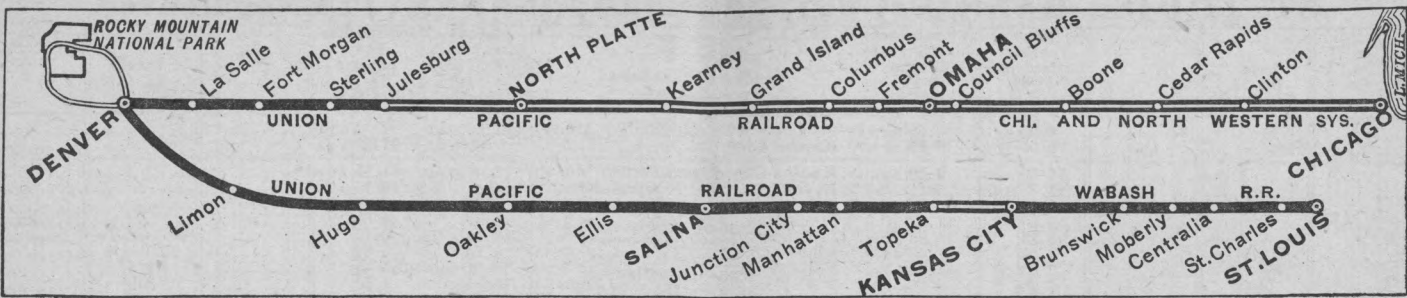 ROCKY MOUNTAIN
NATIONAL PARK
DENVER
La Salle
Fort Morgan
Sterling
Julesburg
NORTH PLATTE
Kearney
Grand Island
Columbus
Fremont
OMAHA
Council Bluffs
Boone
Cedar Rapids
Clinton
CHICAGO
L. MICH.
UNION PACIFIC RAILROAD
CHI. AND NORTH WESTERN SYS.
UNION PACIFIC RAILROAD
WABASH R.R.
Limon
Hugo
Oakley
Ellis
SALINA
Junction City
Manhattan
Topeka
KANSAS CITY
Brunswick
Moberly
Centralia
St. Charles
ST. LOUIS